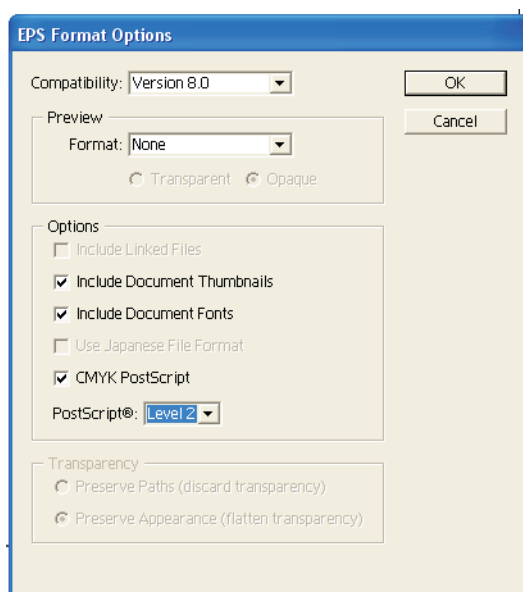 EPS Format Options
Compatibility: Version 8.0
OK
Cancel
Preview
Format: None
Transparent Opaque
Options
Include Linked Files
Include Document Thumbnails
Include Document Fonts
Use Japanese File Format
CMYK PostScript
PostScript®: Level 2
Transparency
Preserve Paths (discard transparency)
Preserve Appearance (flatten transparency)